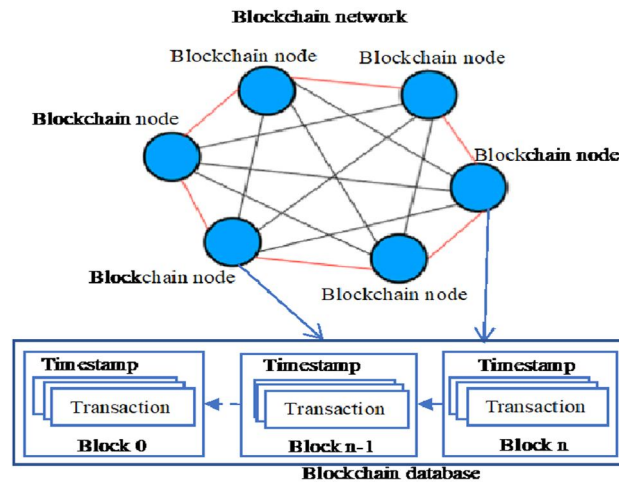 Blockchain network
Blockchain node
Blockchain node
Blockchain node
Blockchain node
Blockchain node
Blockchain node
Timestamp
Transaction
Block 0
Timestamp
Transaction
Block n-1
Timestamp
Transaction
Block n
Blockchain database